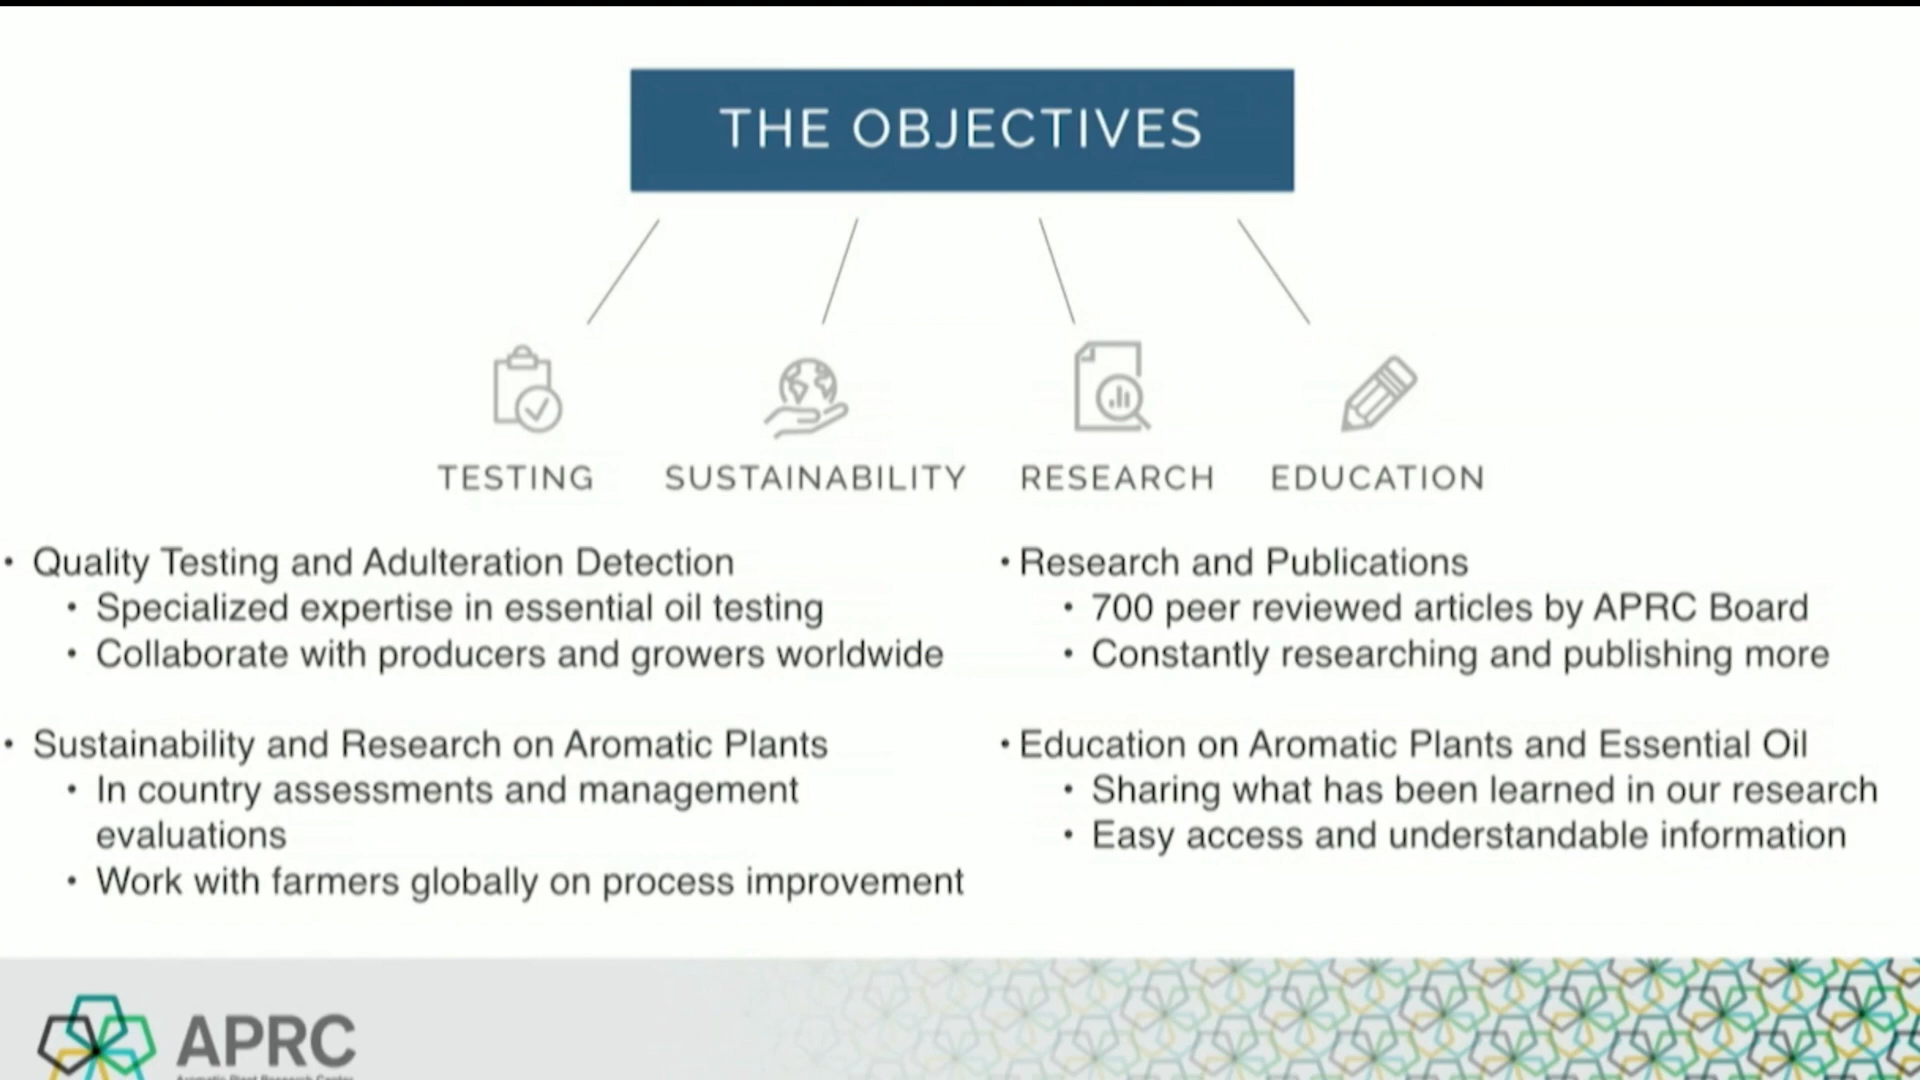 THE OBJECTIVES
TESTING
SUSTAINABILITY
RESEARCH
EDUCATION
• Quality Testing and Adulteration Detection
• Specialized expertise in essential oil testing
• Collaborate with producers and growers worldwide
• Sustainability and Research on Aromatic Plants
• In country assessments and management
evaluations
• Work with farmers globally on process improvement
• Research and Publications
• 700 peer reviewed articles by APRC Board
• Constantly researching and publishing more
• Education on Aromatic Plants and Essential Oil
• Sharing what has been learned in our research
• Easy access and understandable information
APRC
Aromatic Plant Research Center